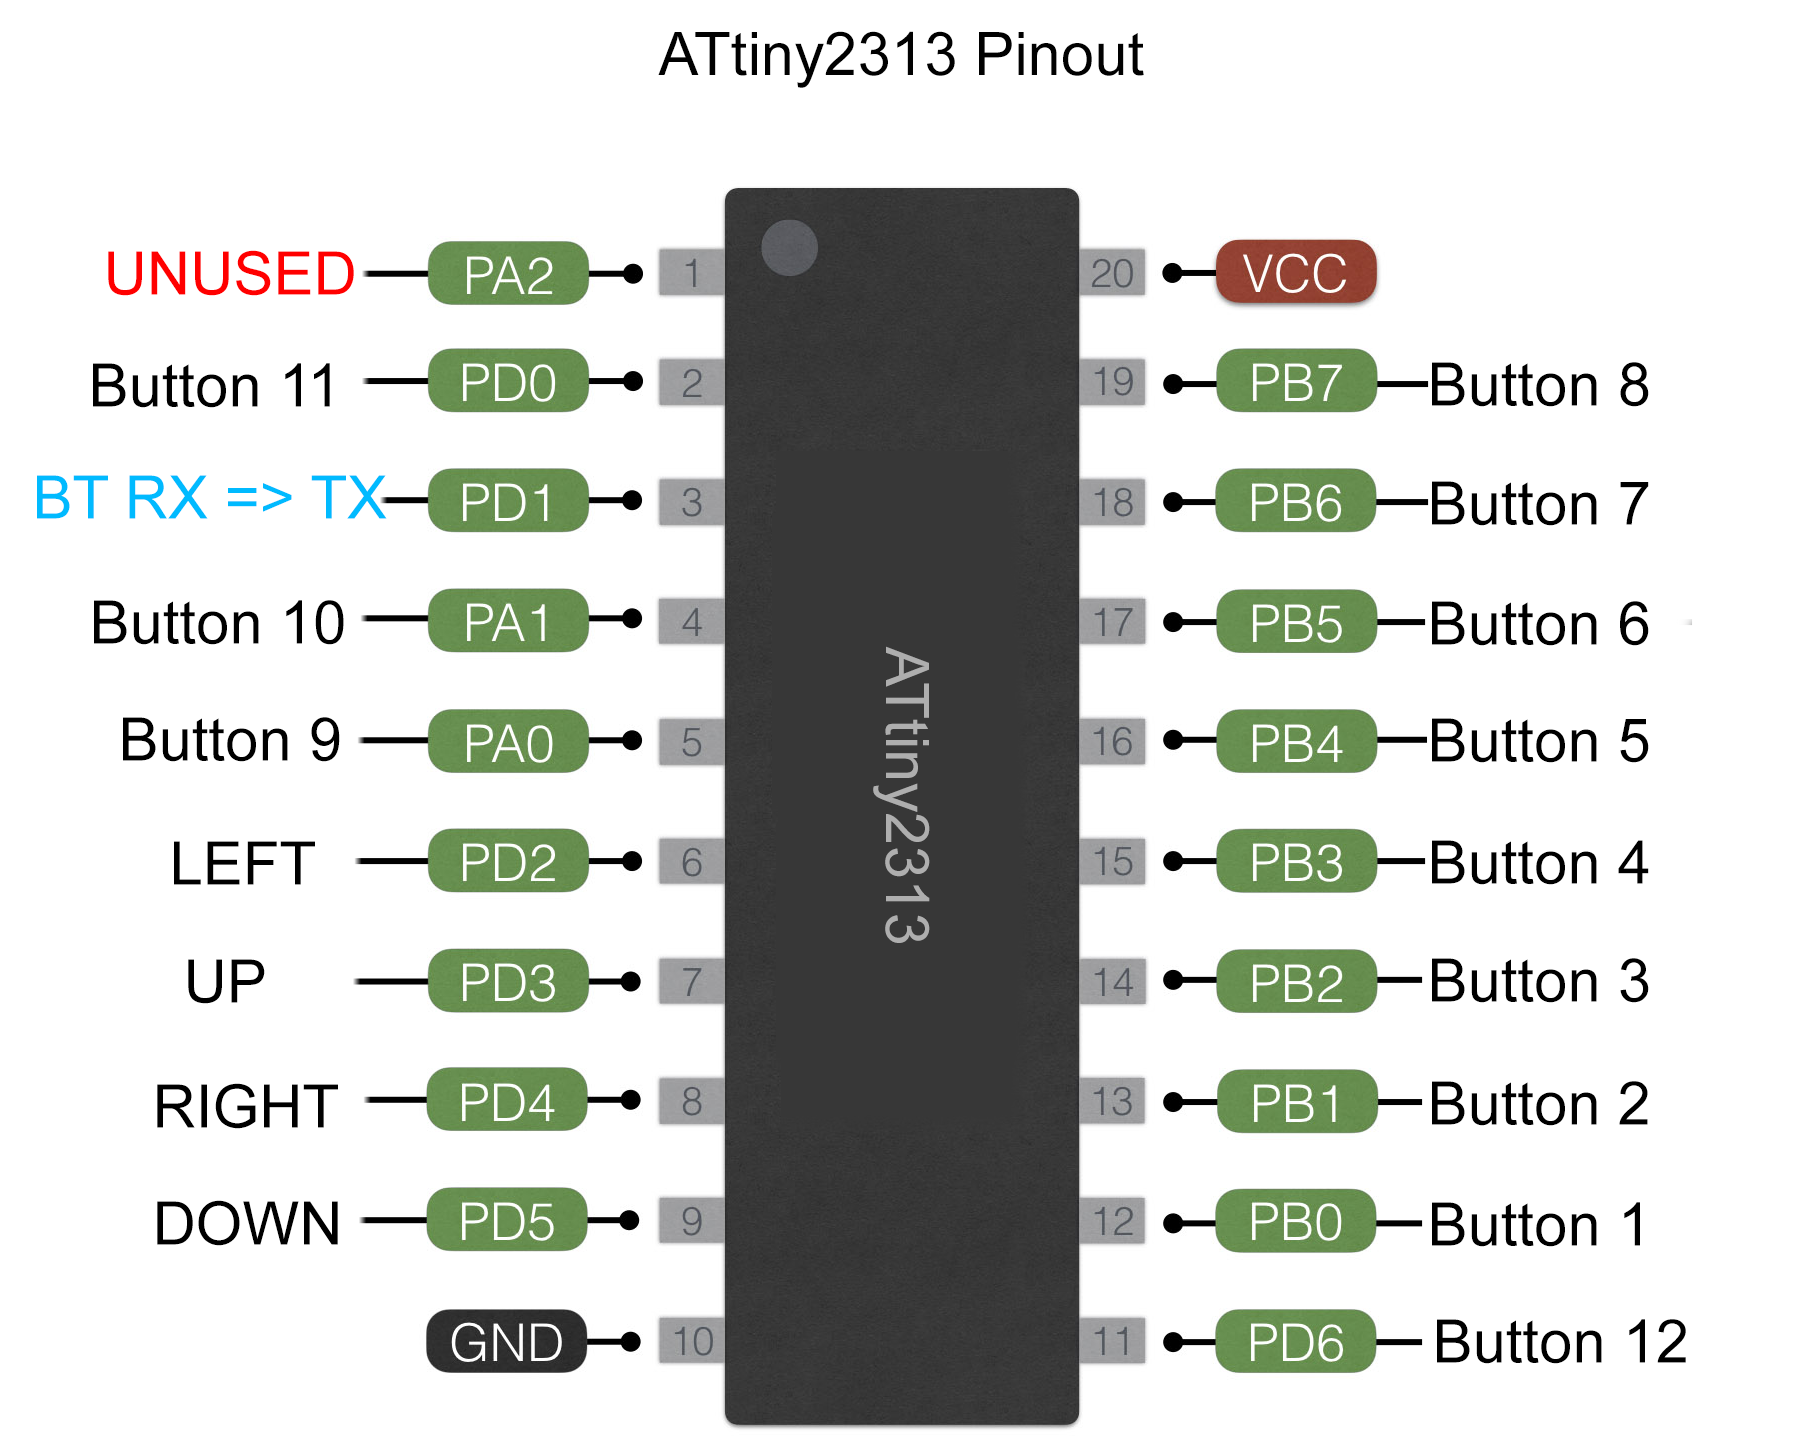 ATtiny2313 Pinout
UNUSED PA2 1 20 VCC
Button 11 PD0 2 19 PB7 Button 8
BT RX => TX PD1 3 18 PB6 Button 7
Button 10 PA1 4 17 PB5 Button 6
Button 9 PA0 5 16 PB4 Button 5
LEFT PD2 6 15 PB3 Button 4
UP PD3 7 14 PB2 Button 3
RIGHT PD4 8 13 PB1 Button 2
DOWN PD5 9 12 PB0 Button 1
GND 10 11 PD6 Button 12
ATtiny2313